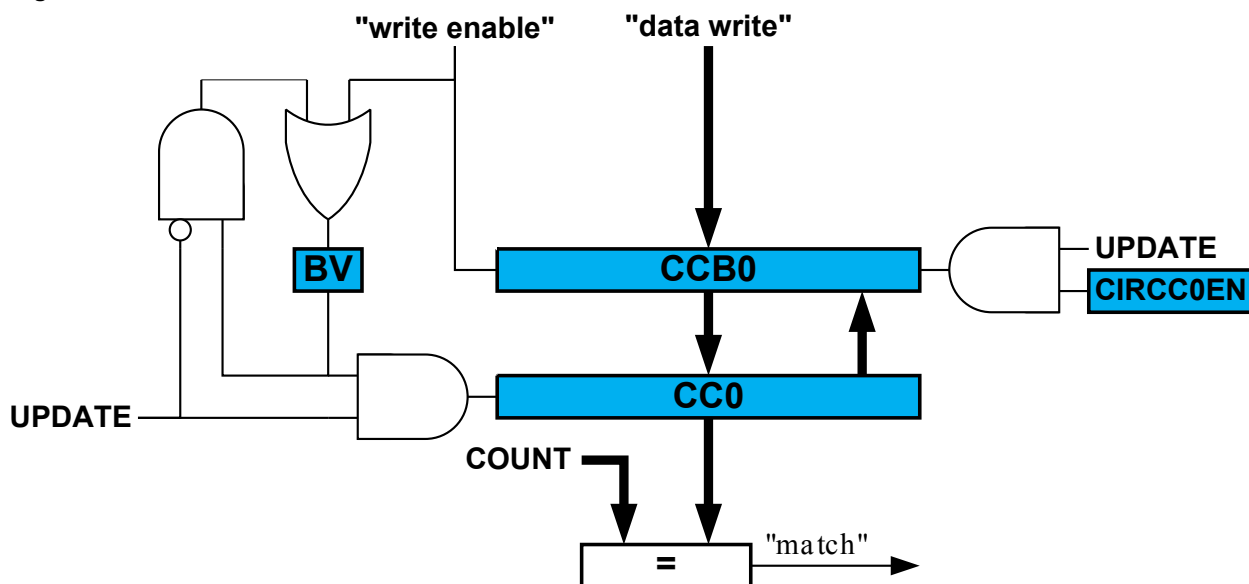 "write enable"
"data write"
BV
CCB0
UPDATE
CIRCC0EN
CC0
UPDATE
COUNT
=
"match"